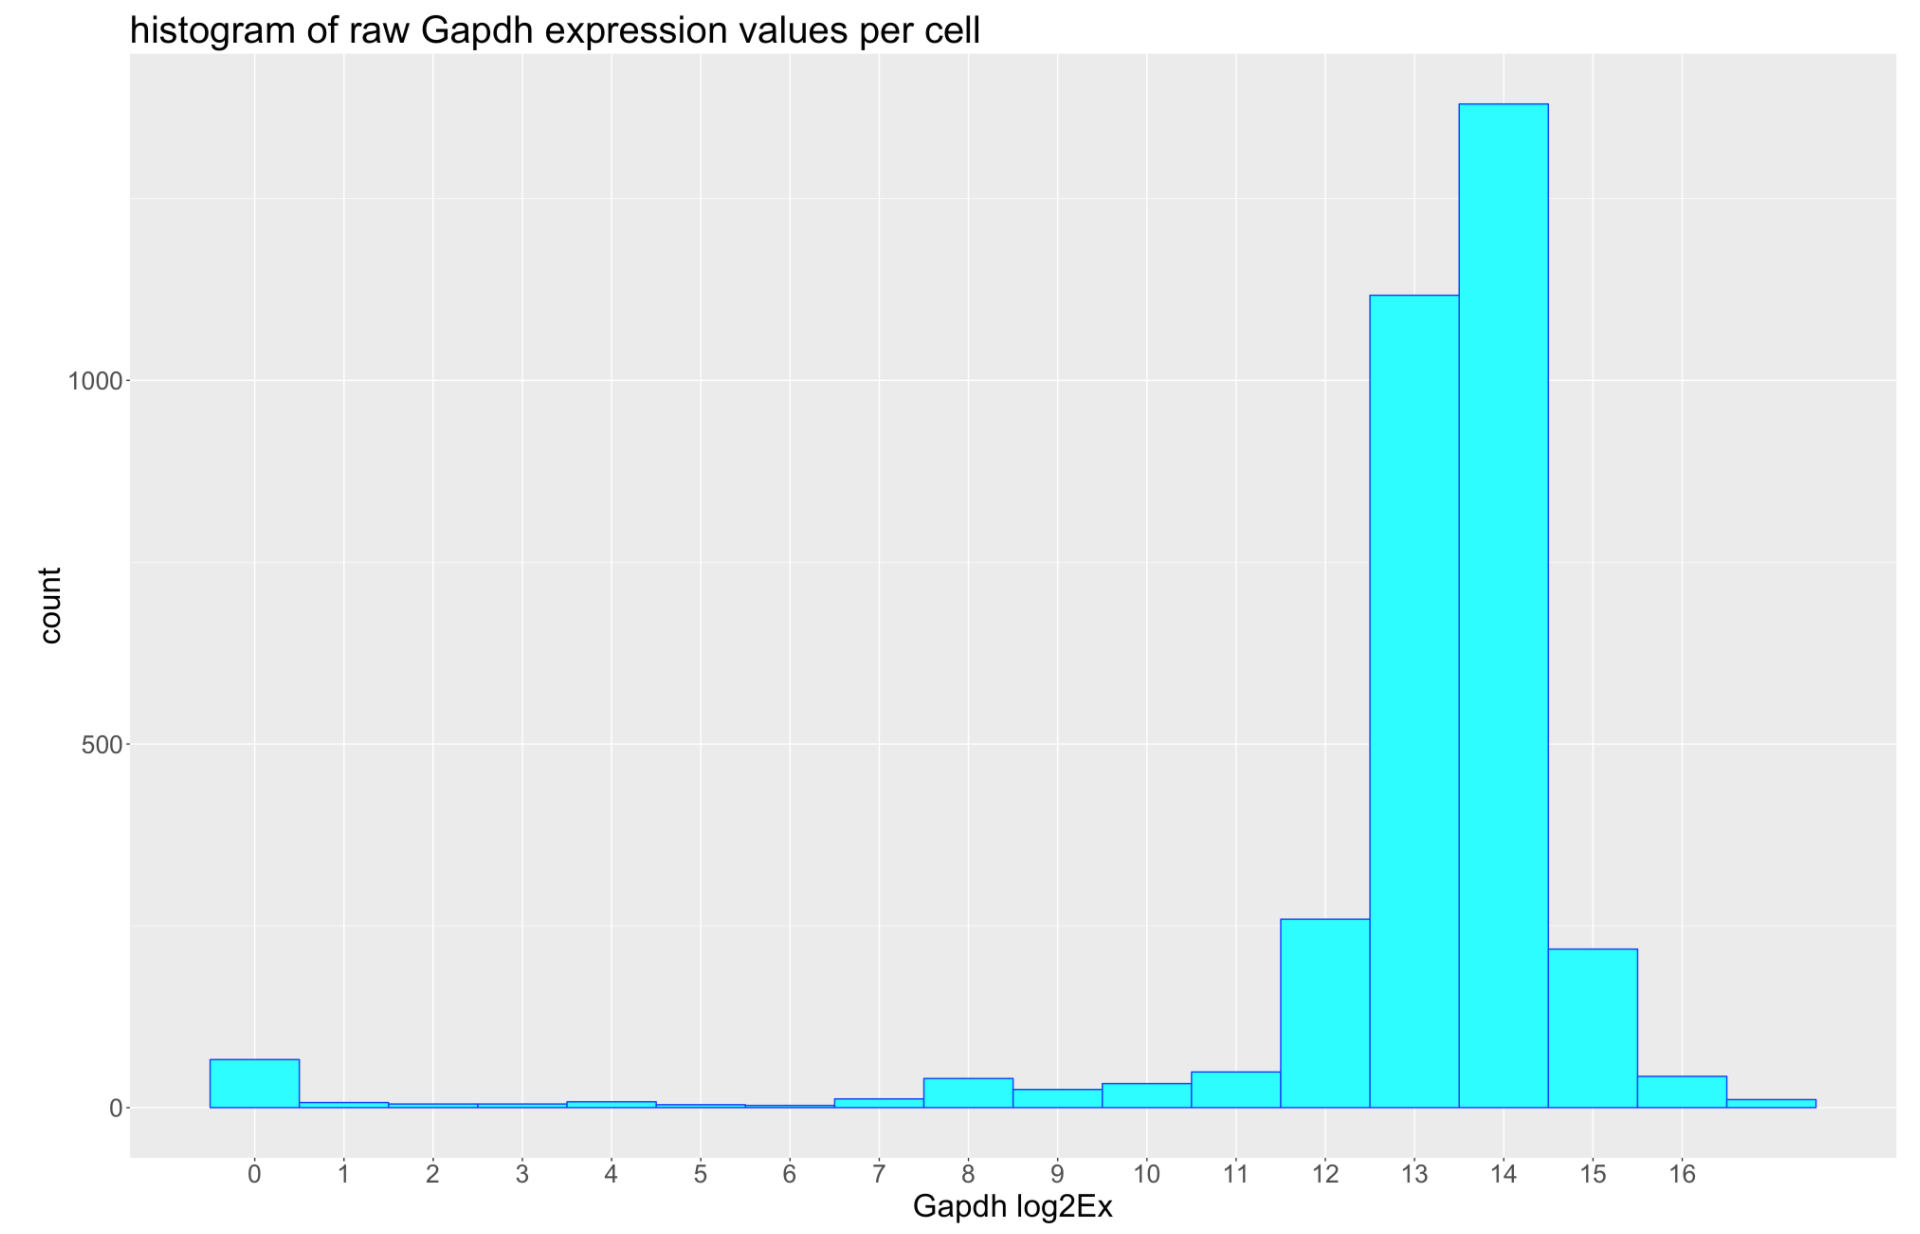 histogram of raw Gapdh expression values per cell
1000
500
0
count
0 1 2 3 4 5 6 7 8 9 10 11 12 13 14 15 16
Gapdh log2Ex